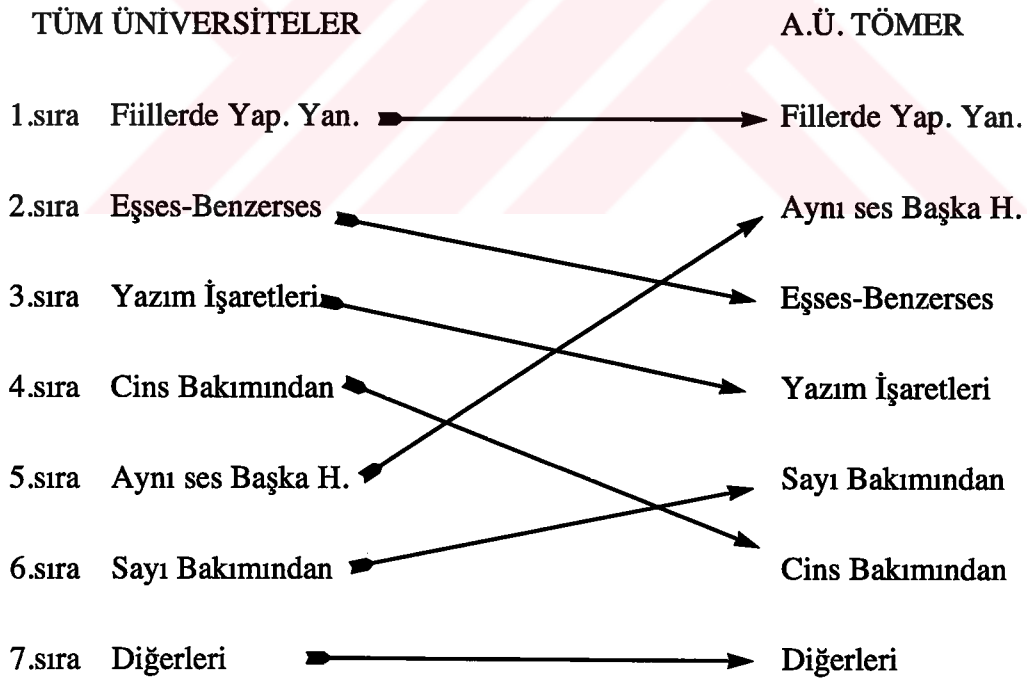 TÜM ÜNİVERSİTELER A.Ü. TÖMER
1.sıra Fiillerde Yap. Yan. Fillerde Yap. Yan.
2.sıra Eşses-Benzerses Aynı ses Başka H.
3.sıra Yazım İşaretleri Eşses-Benzerses
4.sıra Cins Bakımından Yazım İşaretleri
5.sıra Aynı ses Başka H. Sayı Bakımından
6.sıra Sayı Bakımından Cins Bakımından
7.sıra Diğerleri Diğerleri